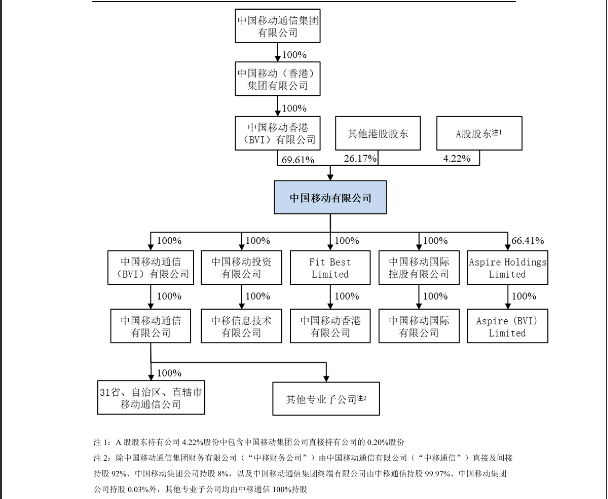 中国移动通信集团
有限公司
100%
中国移动（香港）
集团有限公司
100%
中国移动香港
（BVI）有限公司
其他港股股东
A股股东注1
69.61%
26.17%
4.22%
中国移动有限公司
100%
100%
100%
100%
66.41%
中国移动通信
（BVI）有限公司
中国移动投资
有限公司
Fit Best
Limited
中国移动国际
控股有限公司
Aspire Holdings
Limited
100%
100%
100%
100%
100%
中国移动通信
有限公司
中移信息技术
有限公司
中国移动香港
有限公司
中国移动国际
有限公司
Aspire (BVI)
Limited
100%
31省、自治区、直辖市
移动通信公司
其他专业子公司注2
注 1：A 股股东持有公司 4.22%股份中包含中国移动集团公司直接持有公司的 0.20%股份
注 2：除中国移动通信集团财务有限公司（“中移财务公司”）由中国移动通信有限公司（“中移通信”）直接及间接
持股 92%、中国移动集团公司持股 8%，以及中国移动通信集团终端有限公司由中移通信持股 99.97%、中国移动集团
公司持股 0.03%外，其他专业子公司均由中移通信 100%持股